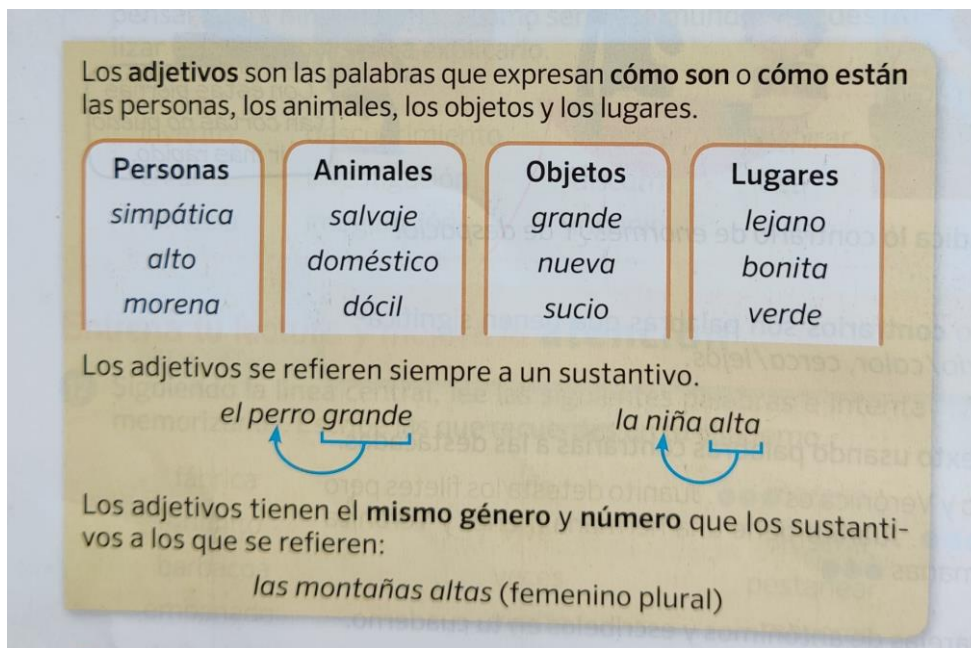 Los adjetivos son las palabras que expresan cómo son o cómo están
las personas, los animales, los objetos y los lugares.
Personas
simpática
alto
morena
Animales
salvaje
doméstico
dócil
Objetos
grande
nueva
sucio
Lugares
lejano
bonita
verde
Los adjetivos se refieren siempre a un sustantivo.
el perro grande la niña alta
Los adjetivos tienen el mismo género y número que los sustanti-
vos a los que se refieren:
las montañas altas (femenino plural)